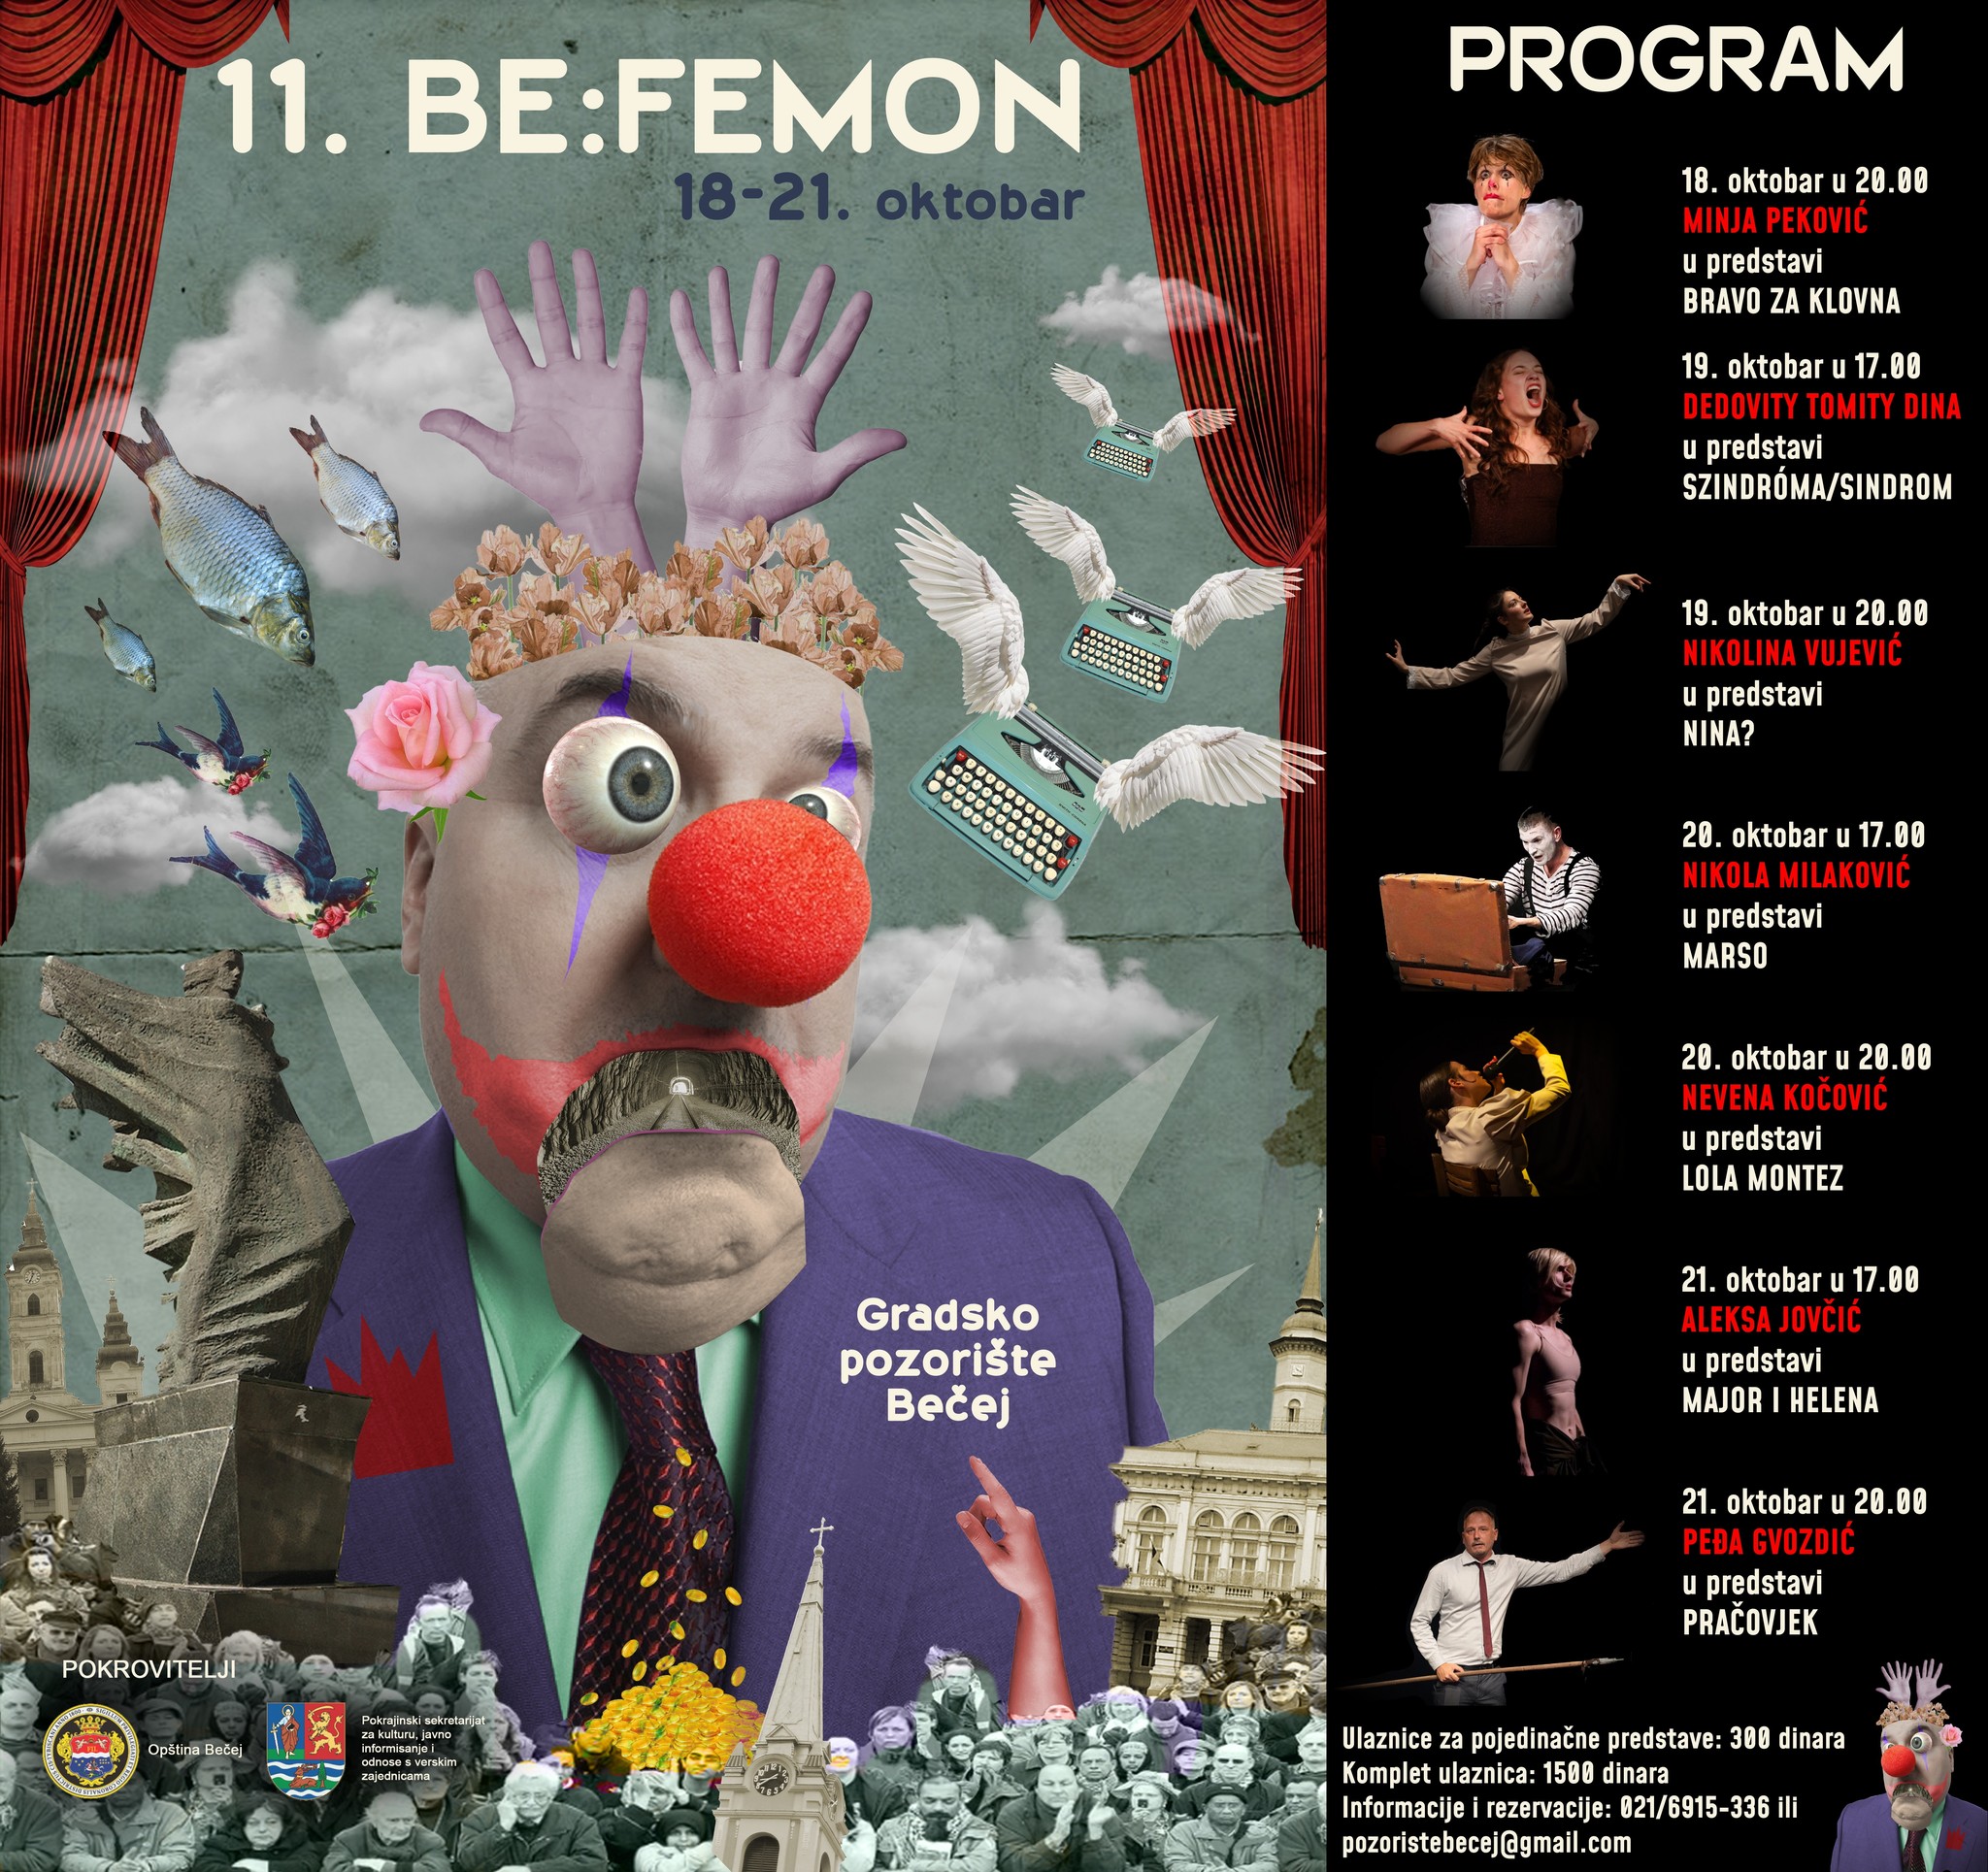 11. BE:FEMON
18-21. oktobar
Gradsko
pozorište
Bečej
POKROVITELJI
Opština Bečej
Pokrajinski sekretarijat
za kulturu, javno
informisanje i
odnose s verskim
zajednicama
PROGRAM
18. oktobar u 20.00
MINJA PEKOVIĆ
u predstavi
BRAVO ZA KLOVNA
19. oktobar u 17.00
DEDOVITY TOMITY DINA
u predstavi
SZINDRÓMA/SINDROM
19. oktobar u 20.00
NIKOLINA VUJEVIĆ
u predstavi
NINA?
20. oktobar u 17.00
NIKOLA MILAKOVIĆ
u predstavi
MARSO
20. oktobar u 20.00
NEVENA KOČOVIĆ
u predstavi
LOLA MONTEZ
21. oktobar u 17.00
ALEKSA JOVČIĆ
u predstavi
MAJOR I HELENA
21. oktobar u 20.00
PEĐA GVOZDIĆ
u predstavi
PRAČOVJEK
Ulaznice za pojedinačne predstave: 300 dinara
Komplet ulaznica: 1500 dinara
Informacije i rezervacije: 021/6915-336 ili
pozoristebecej@gmail.com